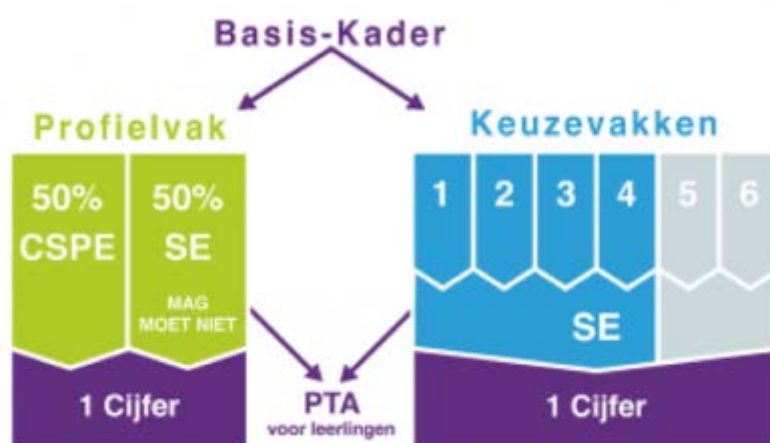 Basis-Kader
Profielvak
50%
CSPE
50%
SE
MAG
MOET NIET
1 Cijfer
PTA
voor leerlingen
Keuzevakken
1 2 3 4 5 6
SE
1 Cijfer